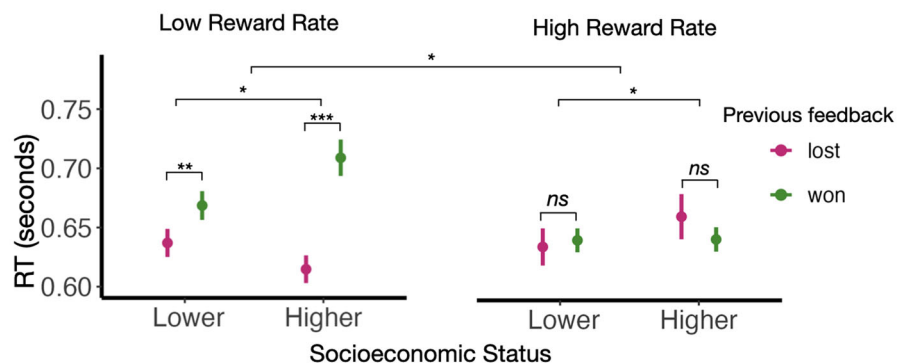 Low Reward Rate
High Reward Rate
*
*
*
Previous feedback
lost
won
***
**
ns
ns
RT (seconds)
0.75
0.70
0.65
0.60
Lower
Higher
Lower
Higher
Socioeconomic Status